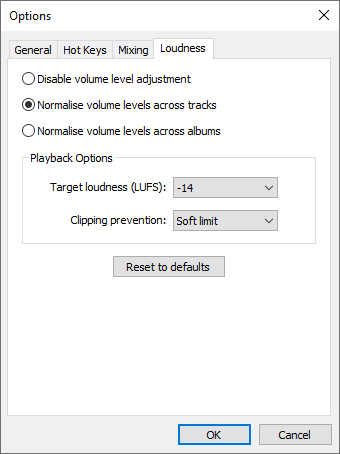 Options
General Hot Keys Mixing Loudness
Disable volume level adjustment
Normalise volume levels across tracks
Normalise volume levels across albums
Playback Options
Target loudness (LUFS): -14
Clipping prevention: Soft limit
Reset to defaults
OK Cancel